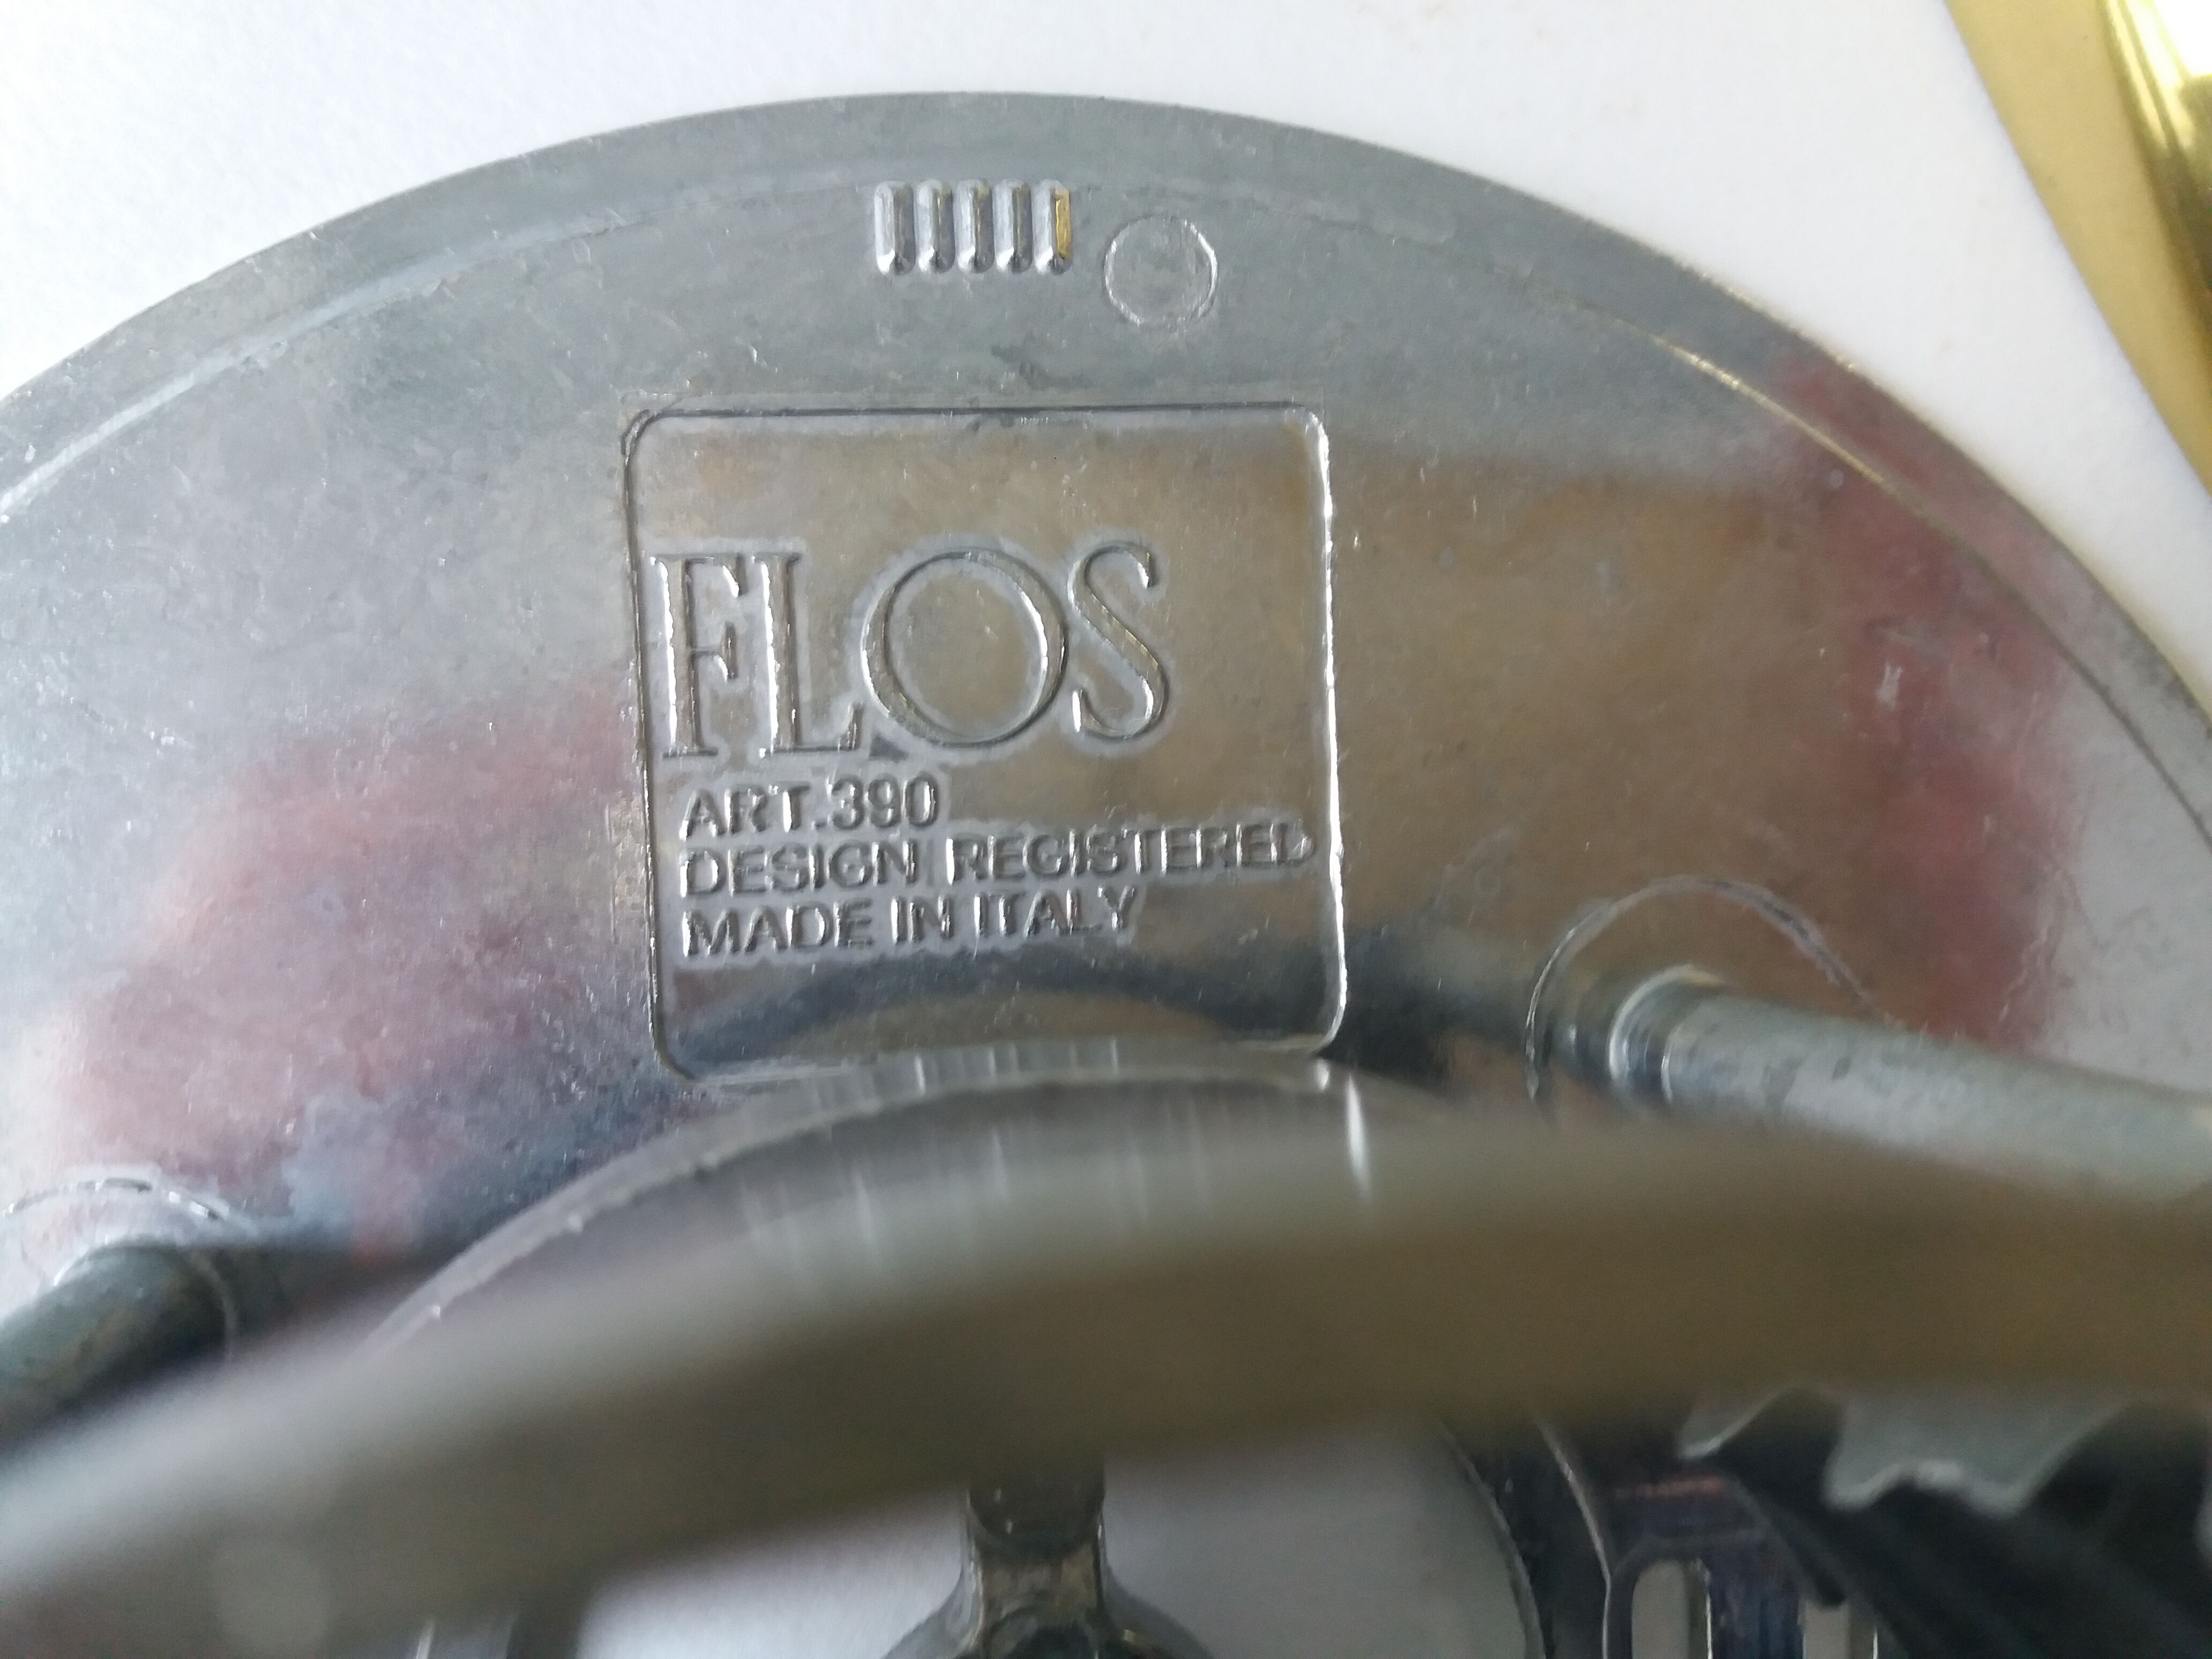 FLOS
ART.390
DESIGN REGISTERED
MADE IN ITALY